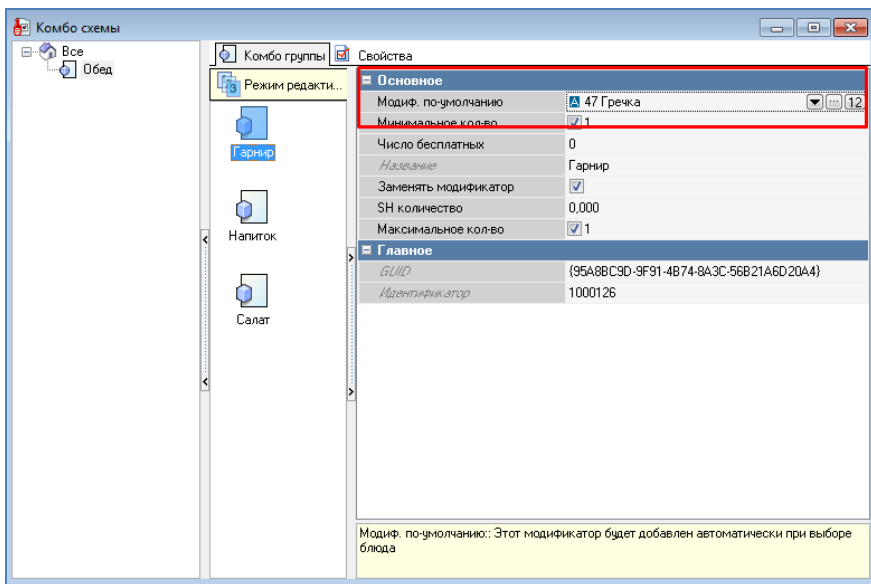 Комбо схемы
Все
Обед
Комбо группы
Свойства
Режим редакти...
Гарнир
Напиток
Салат
Основное
Модиф. по-умолчанию 47 Гречка 12
Минимальное кол-во 1
Число бесплатных 0
Название Гарнир
Заменять модификатор
SH количество 0,000
Максимальное кол-во 1
Главное
GUID {95A8BC9D-9F91-4B74-8A3C-56B21A6D20A4}
Идентификатор 1000126
Модиф. по-умолчанию:: Этот модификатор будет добавлен автоматически при выборе
блюда